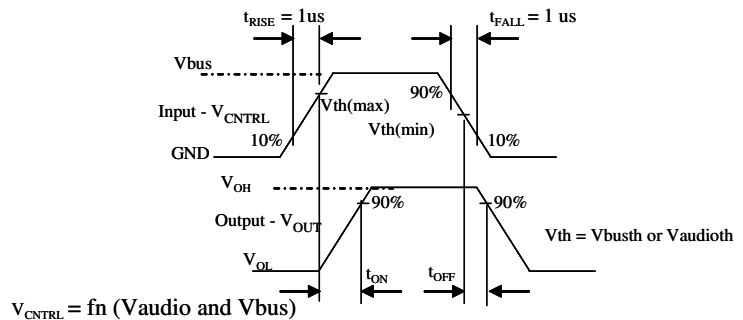 tRISE = 1us
tFALL = 1 us
Vbus
90%
Vth(max)
Input - VCNTRL
Vth(min)
10%
10%
GND
VOH
90%
90%
Output - VOUT
Vth = Vbusth or Vaudioth
VOL
tON
tOFF
VCNTRL = fn (Vaudio and Vbus)